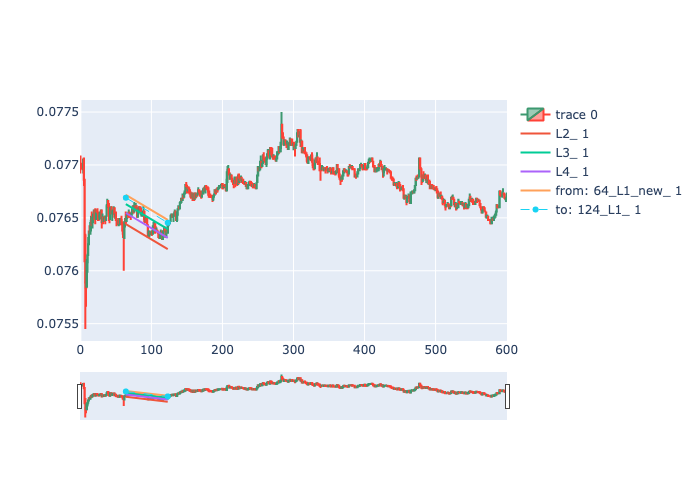 0.0775
0.077
0.0765
0.076
0.0755
0
100
200
300
400
500
600
trace 0
L2_ 1
L3_ 1
L4_ 1
from: 64_L1_new_ 1
to: 124_L1_ 1